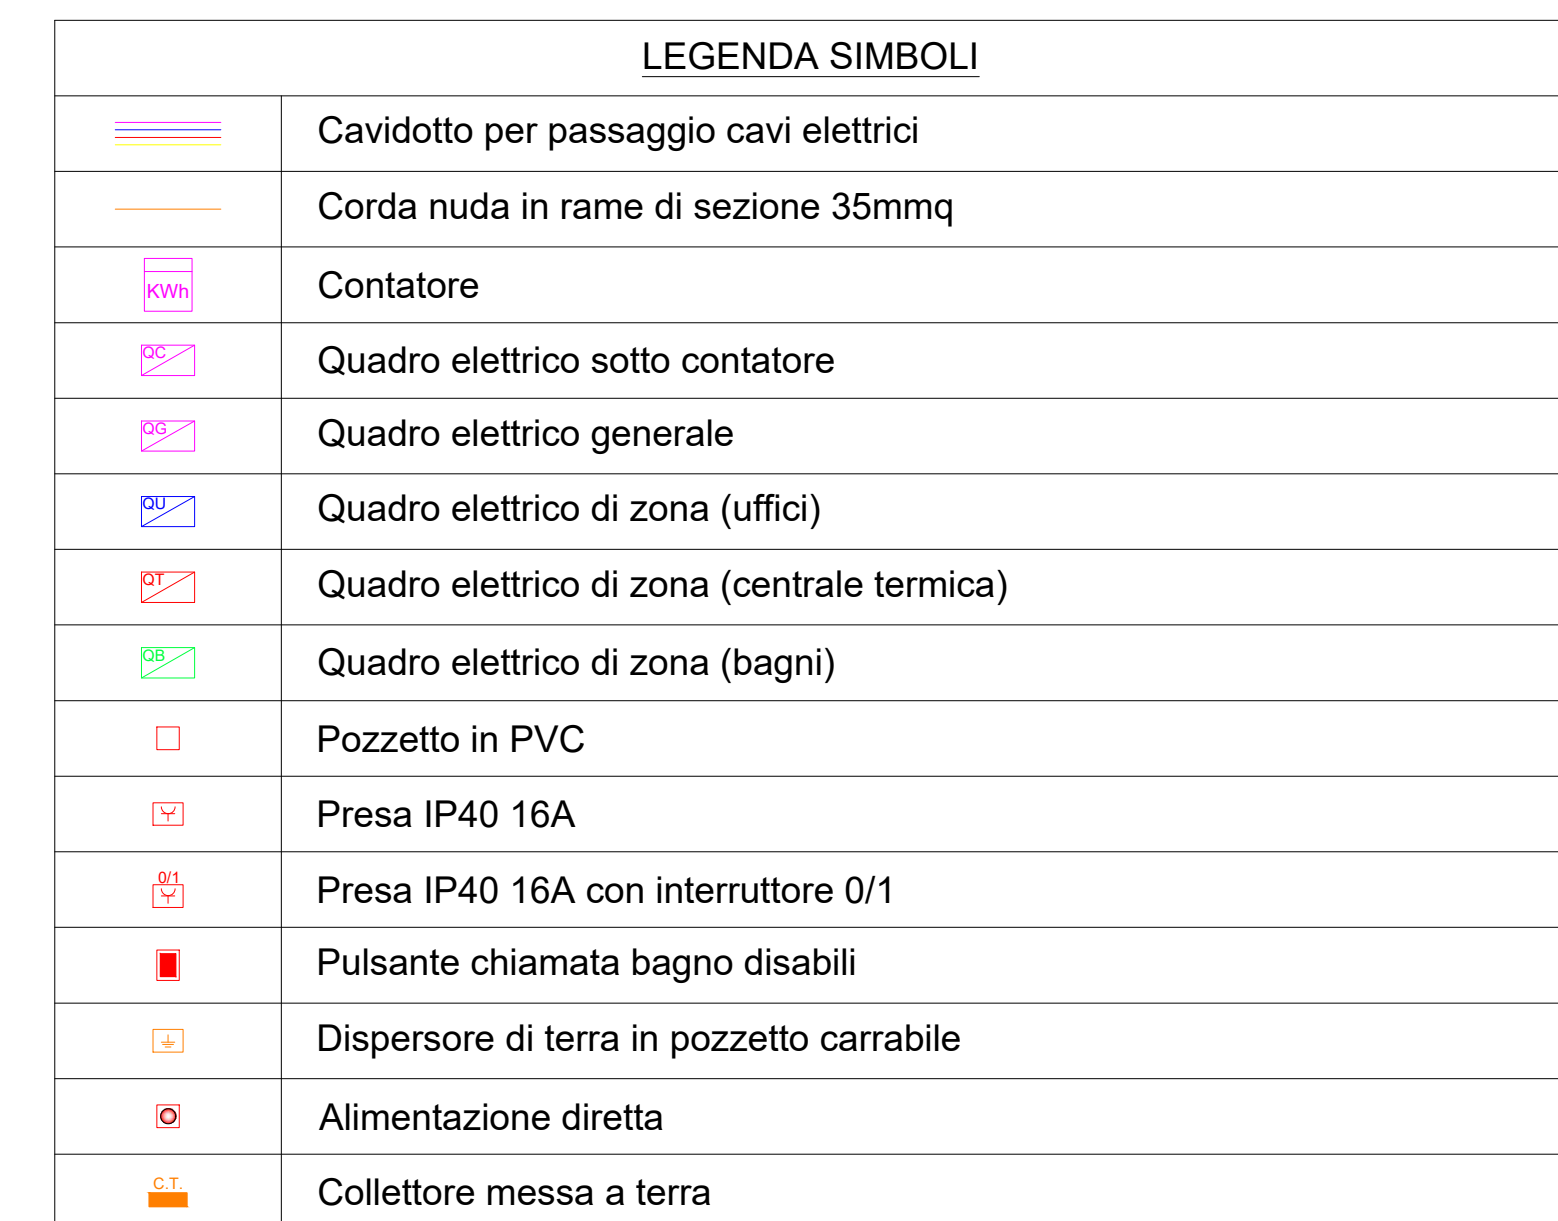 LEGENDA SIMBOLI
Cavidotto per passaggio cavi elettrici
Corda nuda in rame di sezione 35mmq
KWh Contatore
QC Quadro elettrico sotto contatore
QG Quadro elettrico generale
QU Quadro elettrico di zona (uffici)
QT Quadro elettrico di zona (centrale termica)
QB Quadro elettrico di zona (bagni)
Pozzetto in PVC
Presa IP40 16A
0/1 Presa IP40 16A con interruttore 0/1
Pulsante chiamata bagno disabili
Dispersore di terra in pozzetto carrabile
Alimentazione diretta
C.T. Collettore messa a terra